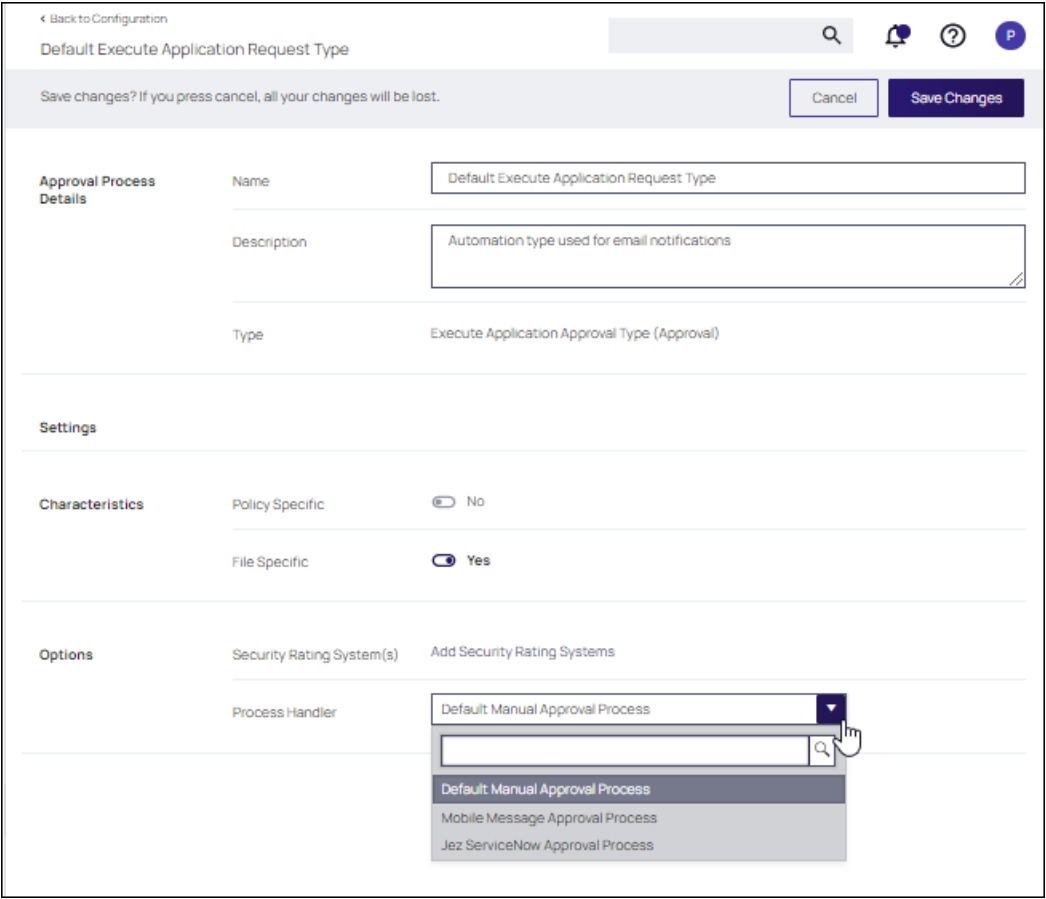 Back to Configuration
Default Execute Application Request Type
P
Save changes? If you press cancel, all your changes will be lost.
Cancel
Save Changes
Approval Process
Details
Name
Default Execute Application Request Type
Description
Automation type used for email notifications
Type
Execute Application Approval Type (Approval)
Settings
Characteristics
Policy Specific
No
File Specific
Yes
Options
Security Rating System(s)
Add Security Rating Systems
Process Handler
Default Manual Approval Process
Default Manual Approval Process
Mobile Message Approval Process
Jez ServiceNow Approval Process